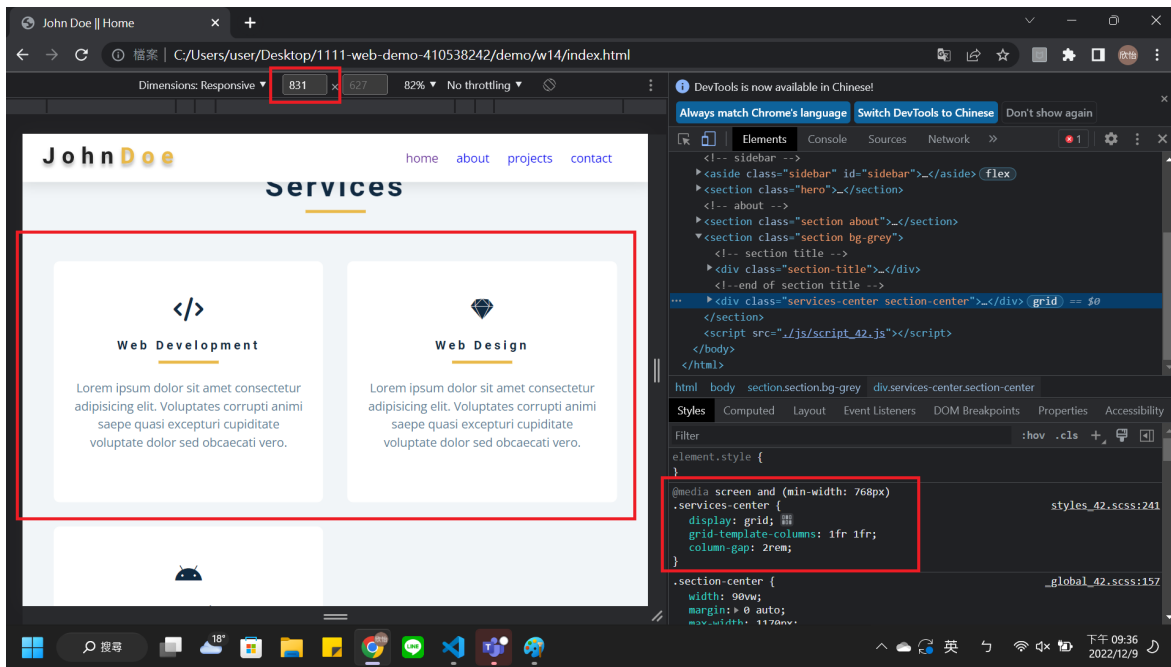 John Doe || Home
檔案 | C:/Users/user/Desktop/1111-web-demo-410538242/demo/w14/index.html
欣怡
Dimensions: Responsive ▼ 831 × 627 82% ▼ No throttling ▼
JohnDoe
home about projects contact
Services
</>
Web Development
Lorem ipsum dolor sit amet consectetur
adipisicing elit. Voluptates corrupti animi
saepe quasi excepturi cupiditate
voluptate dolor sed obcaecati vero.
Web Design
Lorem ipsum dolor sit amet consectetur
adipisicing elit. Voluptates corrupti animi
saepe quasi excepturi cupiditate
voluptate dolor sed obcaecati vero.
DevTools is now available in Chinese!
Always match Chrome's language Switch DevTools to Chinese Don't show again
Elements Console Sources Network » 1
<!-- sidebar -->
<aside class="sidebar" id="sidebar">…</aside> flex
<section class="hero">…</section>
<!-- about -->
<section class="section about">…</section>
<section class="section bg-grey">
<!-- section title -->
<div class="section-title">…</div>
<!--end of section title -->
<div class="services-center section-center">…</div> grid == $0
</section>
<script src="./js/script_42.js"></script>
</body>
</html>
html body section.section.bg-grey div.services-center.section-center
Styles Computed Layout Event Listeners DOM Breakpoints Properties Accessibility
Filter :hov .cls +
element.style {
}
@media screen and (min-width: 768px)
.services-center { styles_42.scss:241
display: grid;
grid-template-columns: 1fr 1fr;
column-gap: 2rem;
}
.section-center { _global_42.scss:157
width: 90vw;
margin: 0 auto;
max-width: 1170px;
搜尋 18° LINE 英 ㄅ 下午 09:36
2022/12/9